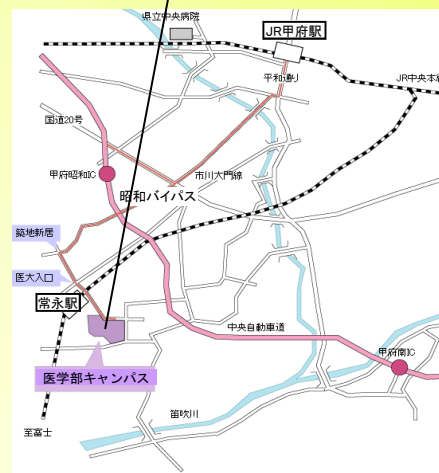 県立中央病院
JR甲府駅
平和通り
JR中央本線
国道20号
甲府昭和IC
市川大門線
昭和バイパス
築地新居
医大入口
常永駅
中央自動車道
甲府南IC
医学部キャンパス
笛吹川
至富士